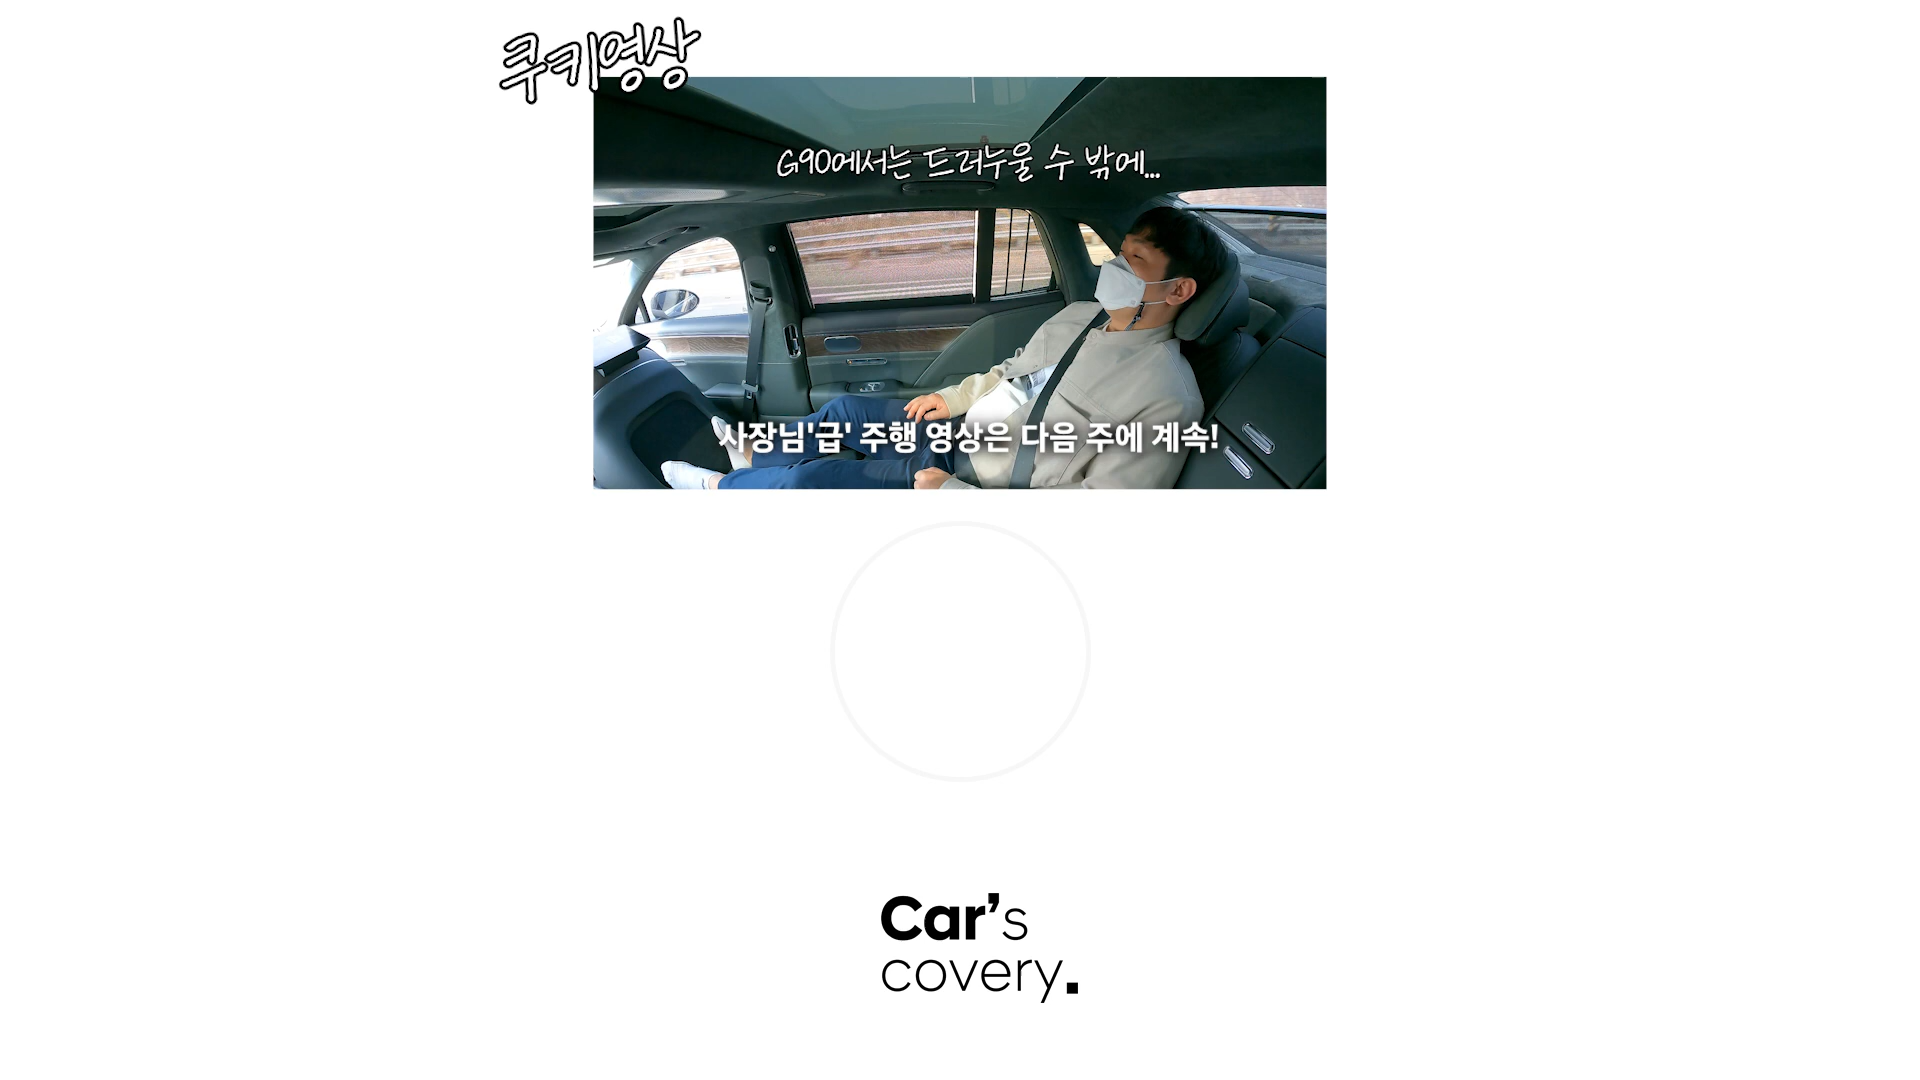 쿠키영상
G90에서는 드러누울 수 밖에...
사장님'급' 주행 영상은 다음 주에 계속!
Car's
covery.